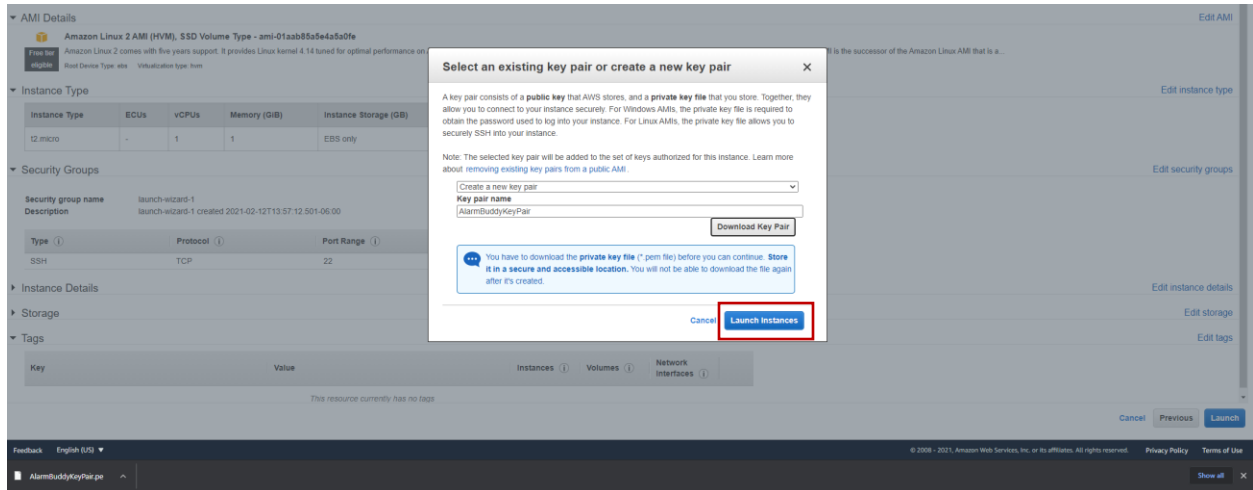 AMI Details
Edit AMI
Amazon Linux 2 AMI (HVM), SSD Volume Type - ami-01aab85a5e4a5a0fe
Free tier
eligible
Amazon Linux 2 comes with five years support. It provides Linux kernel 4.14 tuned for optimal performance on
is the successor of the Amazon Linux AMI that is a...
Root Device Type: ebs Virtualization type: hvm
Instance Type
Edit instance type
Instance Type ECUs vCPUs Memory (GiB) Instance Storage (GB)
t2.micro - 1 1 EBS only
Security Groups
Edit security groups
Security group name launch-wizard-1
Description launch-wizard-1 created 2021-02-12T13:57:12.501-06:00
Type Protocol Port Range
SSH TCP 22
Instance Details
Edit instance details
Storage
Edit storage
Tags
Edit tags
Key Value Instances Volumes Network
Interfaces
This resource currently has no tags
Select an existing key pair or create a new key pair
A key pair consists of a public key that AWS stores, and a private key file that you store. Together, they
allow you to connect to your instance securely. For Windows AMIs, the private key file is required to
obtain the password used to log into your instance. For Linux AMIs, the private key file allows you to
securely SSH into your instance.
Note: The selected key pair will be added to the set of keys authorized for this instance. Learn more
about removing existing key pairs from a public AMI.
Create a new key pair
Key pair name
AlarmBuddyKeyPair
Download Key Pair
You have to download the private key file (*.pem file) before you can continue. Store
it in a secure and accessible location. You will not be able to download the file again
after it's created.
Cancel Launch Instances
Cancel Previous Launch
Feedback English (US)
© 2008 - 2021, Amazon Web Services, Inc. or its affiliates. All rights reserved. Privacy Policy Terms of Use
AlarmBuddyKeyPair.pe
Show all